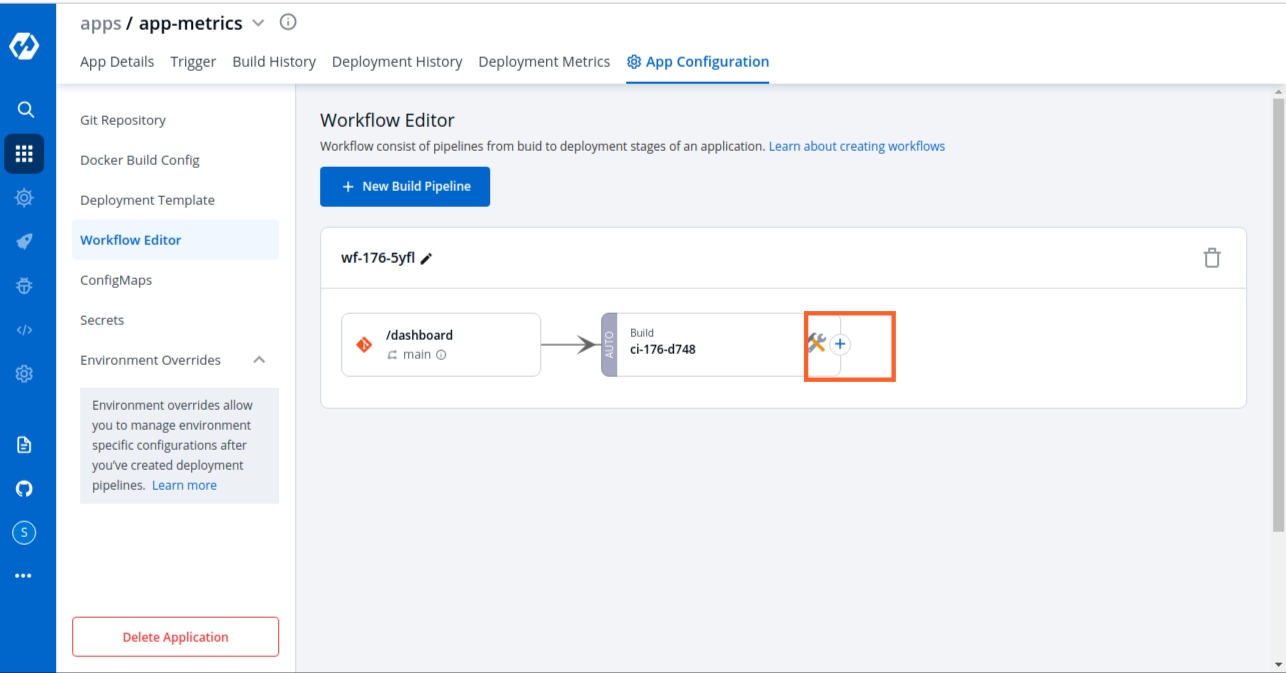 apps / app-metrics
App Details Trigger Build History Deployment History Deployment Metrics App Configuration
Git Repository
Docker Build Config
Deployment Template
Workflow Editor
ConfigMaps
Secrets
Environment Overrides
Environment overrides allow
you to manage environment
specific configurations after
you've created deployment
pipelines. Learn more
Delete Application
S
Workflow Editor
Workflow consist of pipelines from buid to deployment stages of an application. Learn about creating workflows
+ New Build Pipeline
wf-176-5yfl
/dashboard
main
AUTO
Build
ci-176-d748